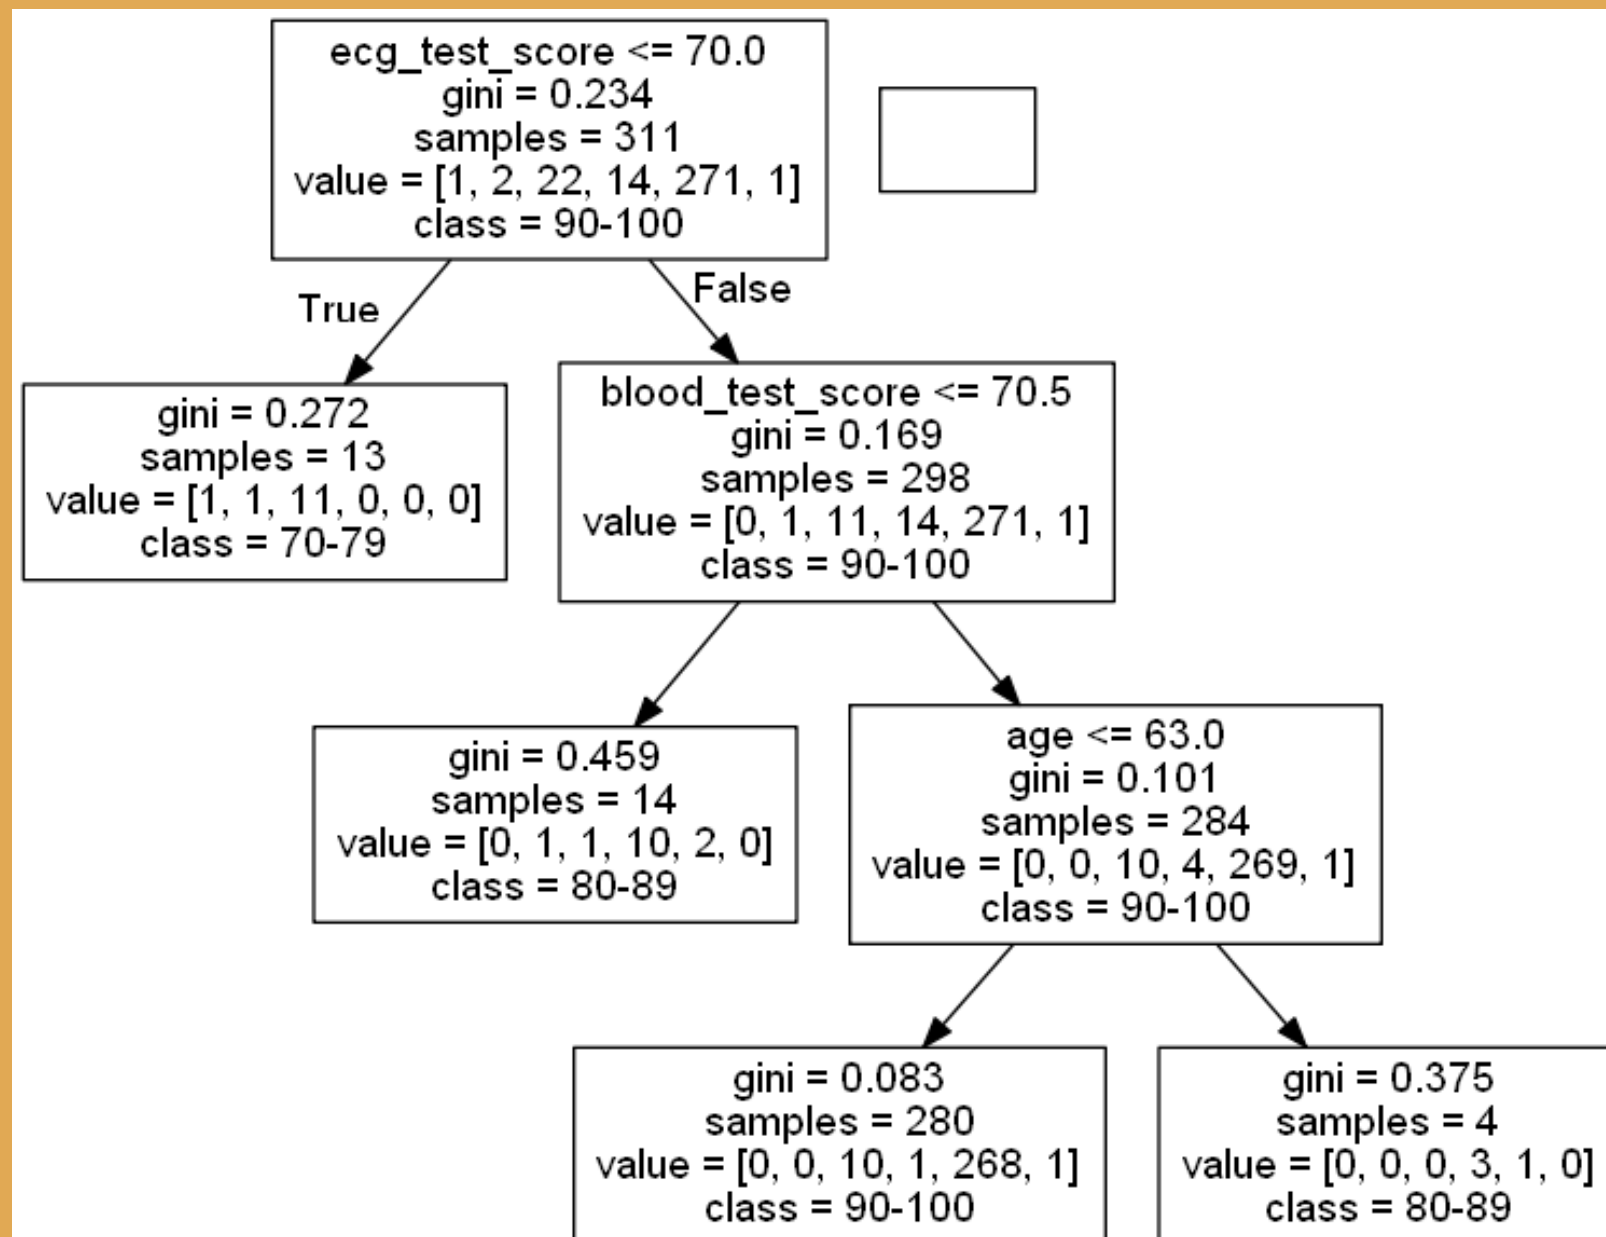 ecg_test_score <= 70.0
gini = 0.234
samples = 311
value = [1, 2, 22, 14, 271, 1]
class = 90-100
True
False
gini = 0.272
samples = 13
value = [1, 1, 11, 0, 0, 0]
class = 70-79
blood_test_score <= 70.5
gini = 0.169
samples = 298
value = [0, 1, 11, 14, 271, 1]
class = 90-100
gini = 0.459
samples = 14
value = [0, 1, 1, 10, 2, 0]
class = 80-89
age <= 63.0
gini = 0.101
samples = 284
value = [0, 0, 10, 4, 269, 1]
class = 90-100
gini = 0.083
samples = 280
value = [0, 0, 10, 1, 268, 1]
class = 90-100
gini = 0.375
samples = 4
value = [0, 0, 0, 3, 1, 0]
class = 80-89